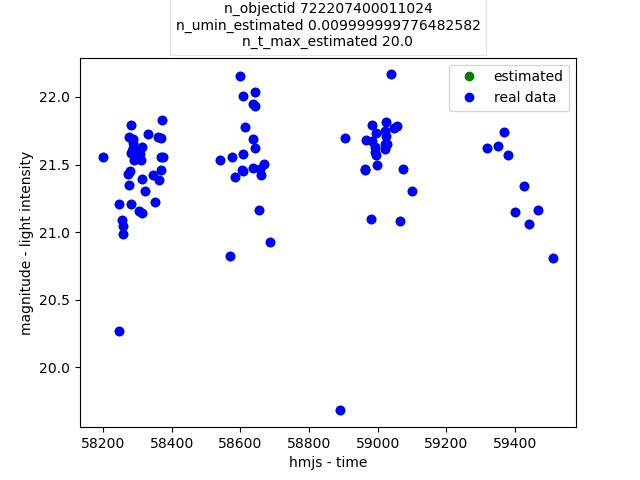 n_objectid 722207400011024
n_umin_estimated 0.009999999776482582
n_t_max_estimated 20.0
estimated
real data
magnitude - light intensity
22.0
21.5
21.0
20.5
20.0
58200 58400 58600 58800 59000 59200 59400
hmjs - time